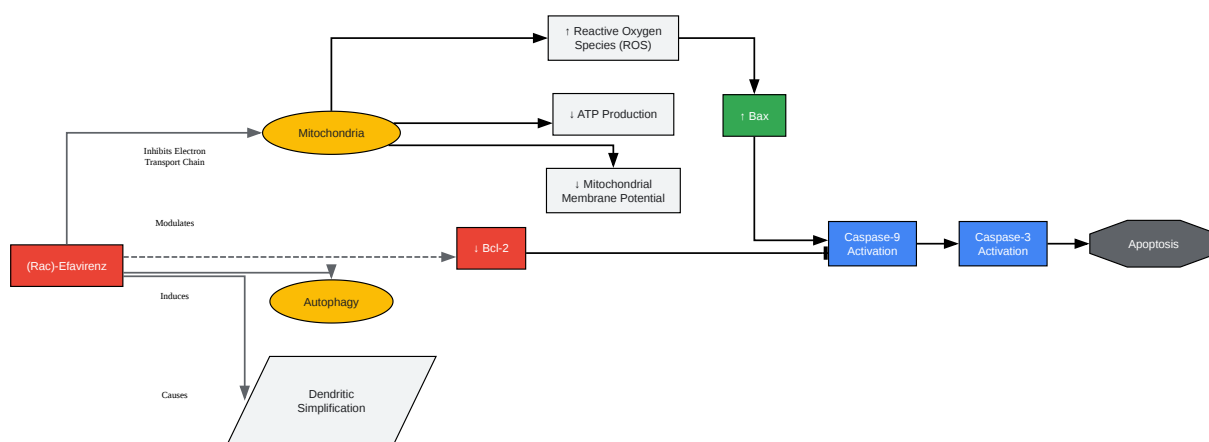 ↑ Reactive Oxygen
Species (ROS)
↓ ATP Production
↑ Bax
Mitochondria
Inhibits Electron
Transport Chain
↓ Mitochondrial
Membrane Potential
Modulates
(Rac)-Efavirenz
↓ Bcl-2
Caspase-9
Activation
Caspase-3
Activation
Apoptosis
Induces
Autophagy
Causes
Dendritic
Simplification